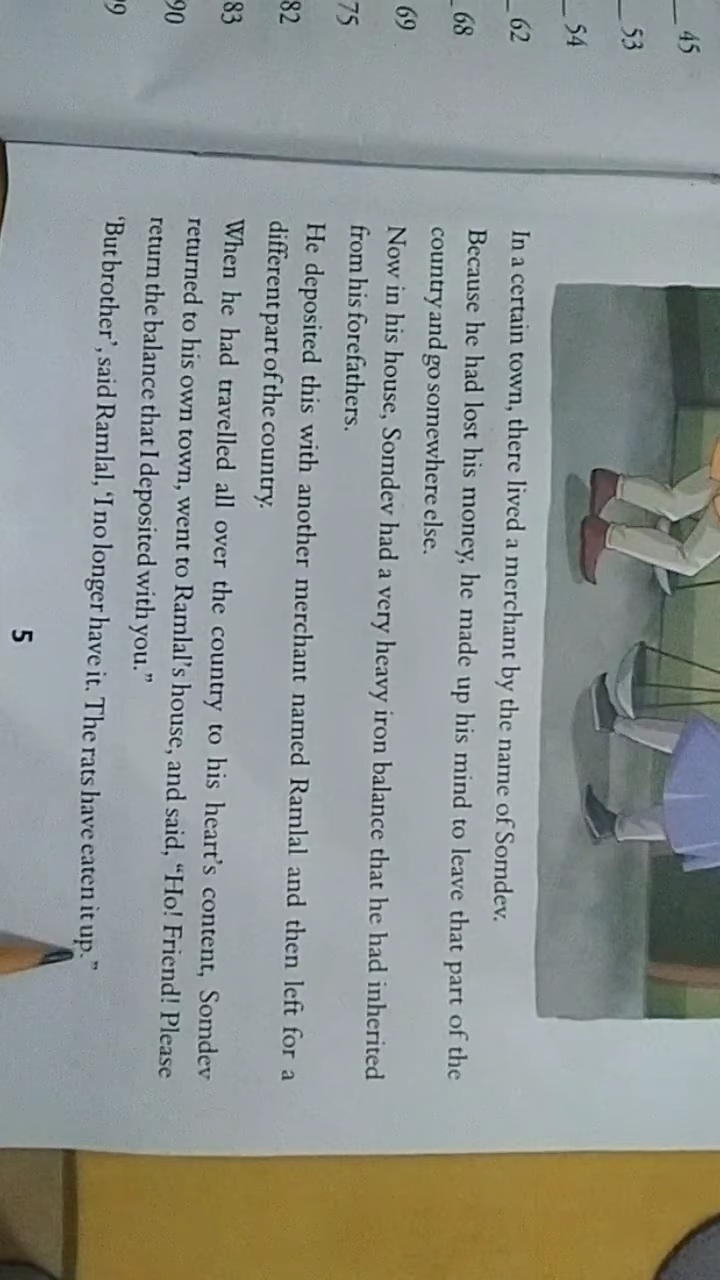 In a certain town, there lived a merchant by the name of Somdev.
Because he had lost his money, he made up his mind to leave that part of the
country and go somewhere else.
Now in his house, Somdev had a very heavy iron balance that he had inherited
from his forefathers.
He deposited this with another merchant named Ramlal and then left for a
different part of the country.
When he had travelled all over the country to his heart's content, Somdev
returned to his own town, went to Ramlal's house, and said, “Ho! Friend! Please
return the balance that I deposited with you.”
‘But brother’, said Ramlal, ‘I no longer have it. The rats have eaten it up.”
5
45
53
54
62
68
69
75
82
83
90